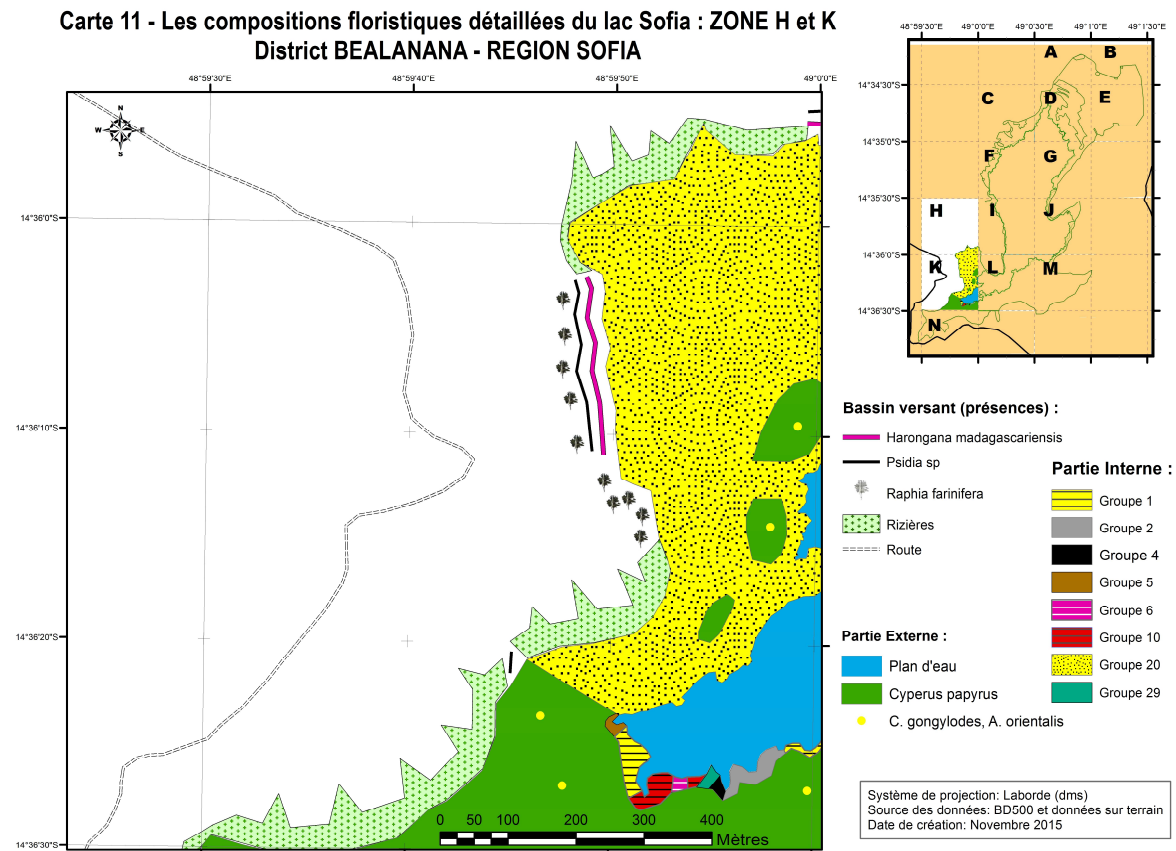 Carte 11 - Les compositions floristiques détaillées du lac Sofia : ZONE H et K
District BEALANANA - REGION SOFIA
48°59'30"E
48°59'40"E
48°59'50"E
49°0'0"E
N
W
E
S
14°36'0"S
14°36'10"S
14°36'20"S
14°36'30"S
0 50 100 200 300 400
Mètres
48°59'30"E
49°0'0"E
49°0'30"E
49°1'0"E
49°1'30"E
14°34'30"S
14°35'0"S
14°35'30"S
14°36'0"S
14°36'30"S
A
B
C
D
E
F
G
H
I
J
K
L
M
N
Bassin versant (présences) :
Harongana madagascariensis
Psidia sp
Raphia farinifera
Rizières
Route
Partie Externe :
Plan d'eau
Cyperus papyrus
C. gongylodes, A. orientalis
Partie Interne :
Groupe 1
Groupe 2
Groupe 4
Groupe 5
Groupe 6
Groupe 10
Groupe 20
Groupe 29
Système de projection: Laborde (dms)
Source des données: BD500 et données sur terrain
Date de création: Novembre 2015